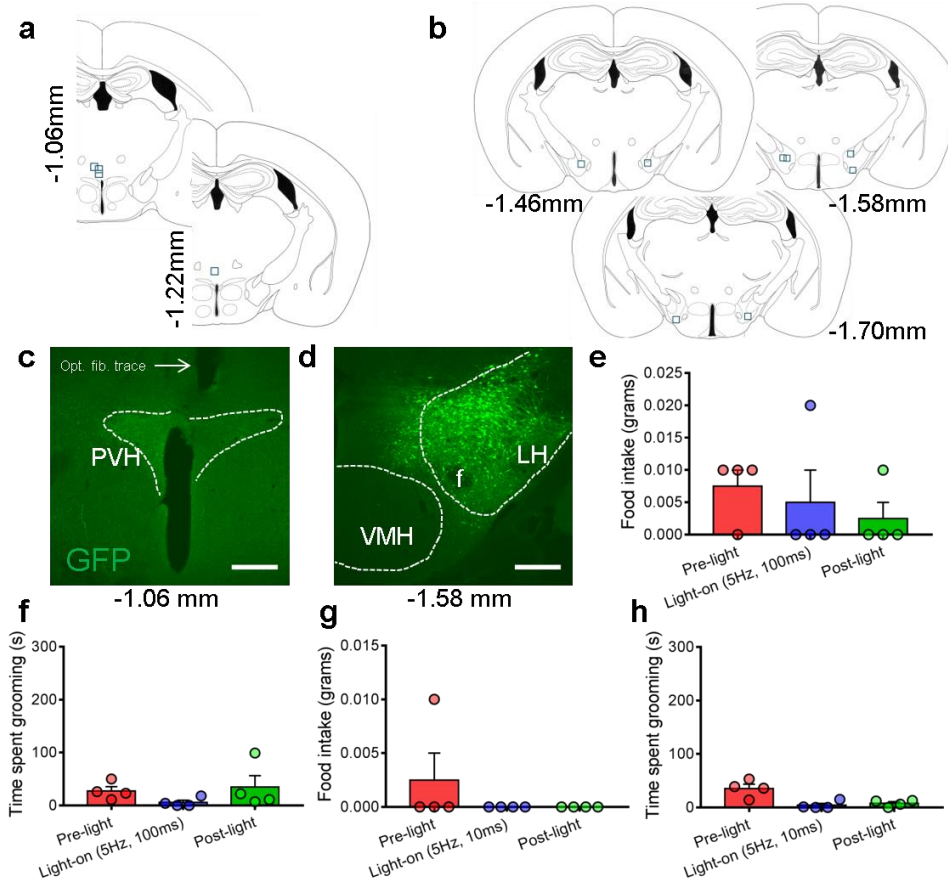 a
b
-1.06mm
-1.22mm
-1.46mm
-1.58mm
-1.70mm
c
d
e
Opt. fib. trace
PVH
GFP
-1.06 mm
LH
f
VMH
-1.58 mm
Food intake (grams)
0.025
0.020
0.015
0.010
0.005
0.000
Pre-light
Light-on (5Hz, 100ms)
Post-light
f
Time spent grooming (s)
300
200
100
0
Pre-light
Light-on (5Hz, 100ms)
Post-light
g
Food intake (grams)
0.015
0.010
0.005
0.000
Pre-light
Light-on (5Hz, 10ms)
Post-light
h
Time spent grooming (s)
300
200
100
0
Pre-light
Light-on (5Hz, 10ms)
Post-light